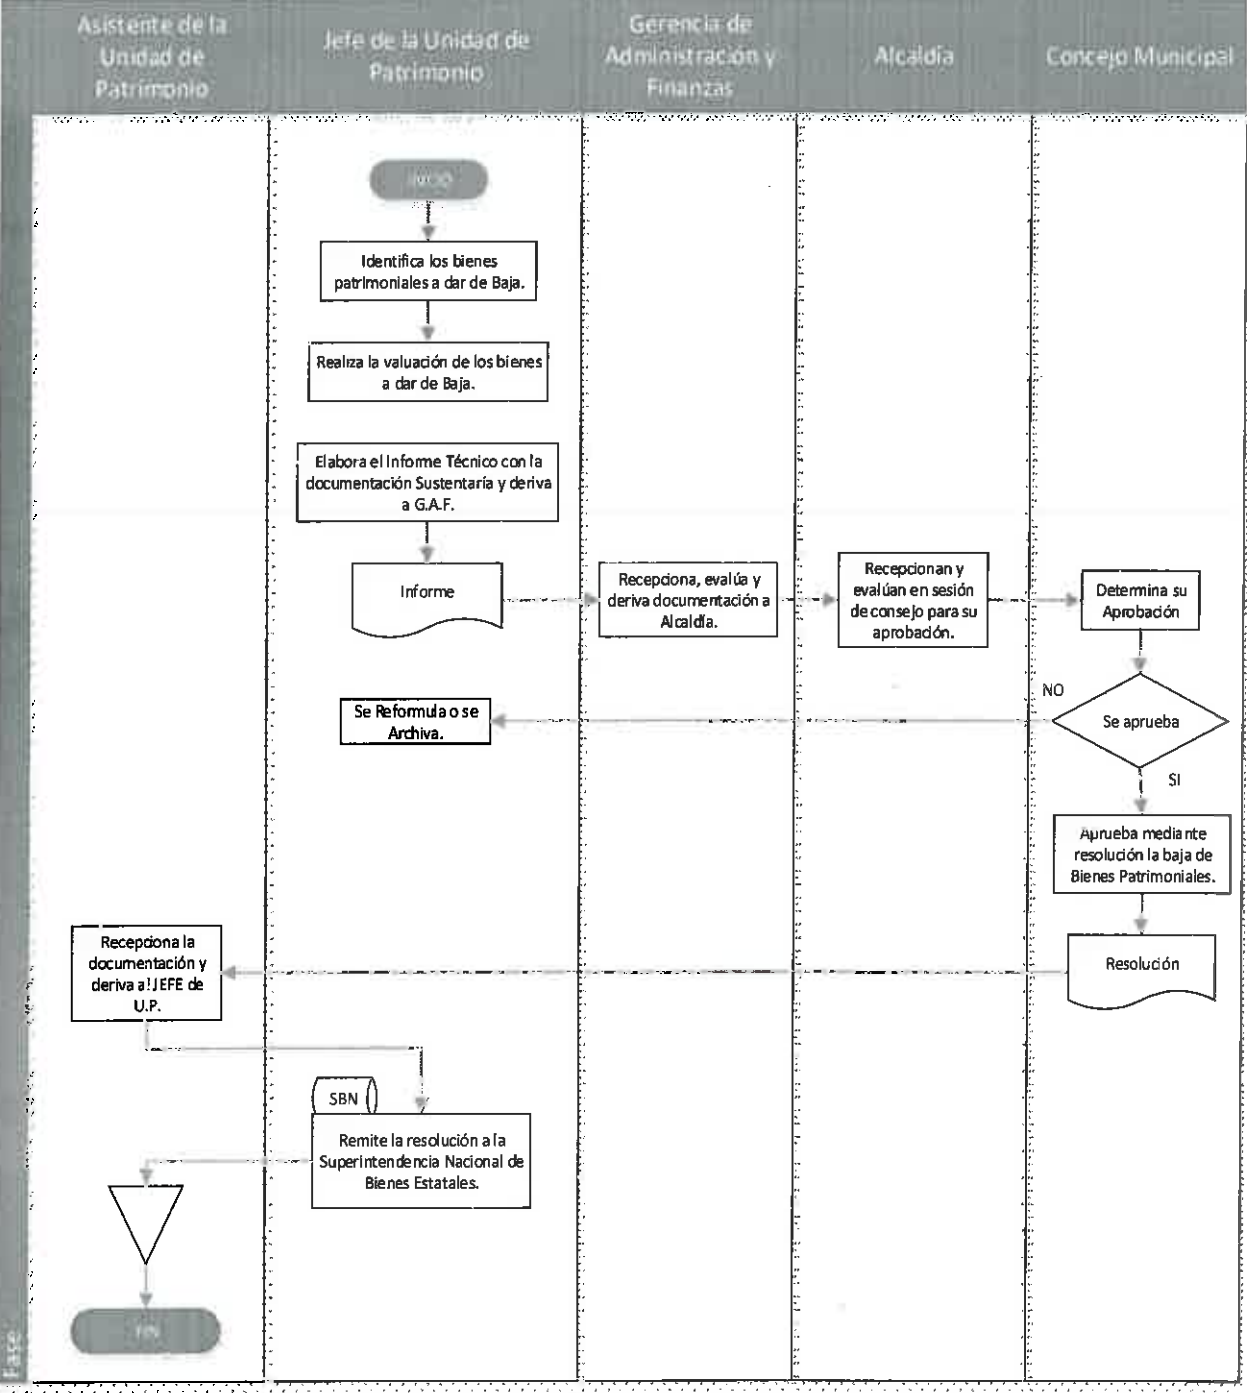 Asistente de la
Unidad de
Patrimonio
Jefe de la Unidad de
Patrimonio
Gerencia de
Administración y
Finanzas
Alcaldía
Concejo Municipal
INICIO
Identifica los bienes
patrimoniales a dar de Baja.
Realiza la valuación de los bienes
a dar de Baja.
Elabora el Informe Técnico con la
documentación Sustentaría y deriva
a G.A.F.
Informe
Recepciona, evalúa y
deriva documentación a
Alcaldía.
Recepcionan y
evalúan en sesión
de consejo para su
aprobación.
Determina su
Aprobación
NO
Se aprueba
Se Reformula o se
Archiva.
SI
Aprueba mediante
resolución la baja de
Bienes Patrimoniales.
Resolución
Recepciona la
documentación y
deriva al JEFE de
U.P.
SBN
Remite la resolución a la
Superintendencia Nacional de
Bienes Estatales.
FIN
Fase